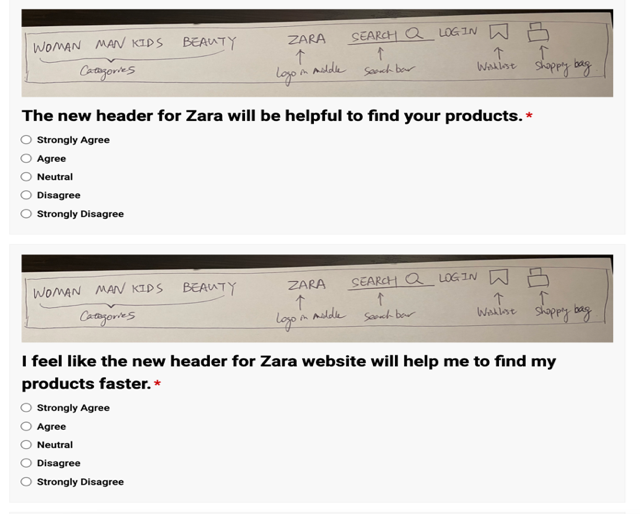 WOMAN MAN KIDS BEAUTY ZARA SEARCH LOGIN
Categories Logo in middle Search bar Wishlist Shoppy bag
The new header for Zara will be helpful to find your products. *
Strongly Agree
Agree
Neutral
Disagree
Strongly Disagree
WOMAN MAN KIDS BEAUTY ZARA SEARCH LOGIN
Categories Logo in middle Search bar Wishlist Shoppy bag
I feel like the new header for Zara website will help me to find my
products faster. *
Strongly Agree
Agree
Neutral
Disagree
Strongly Disagree